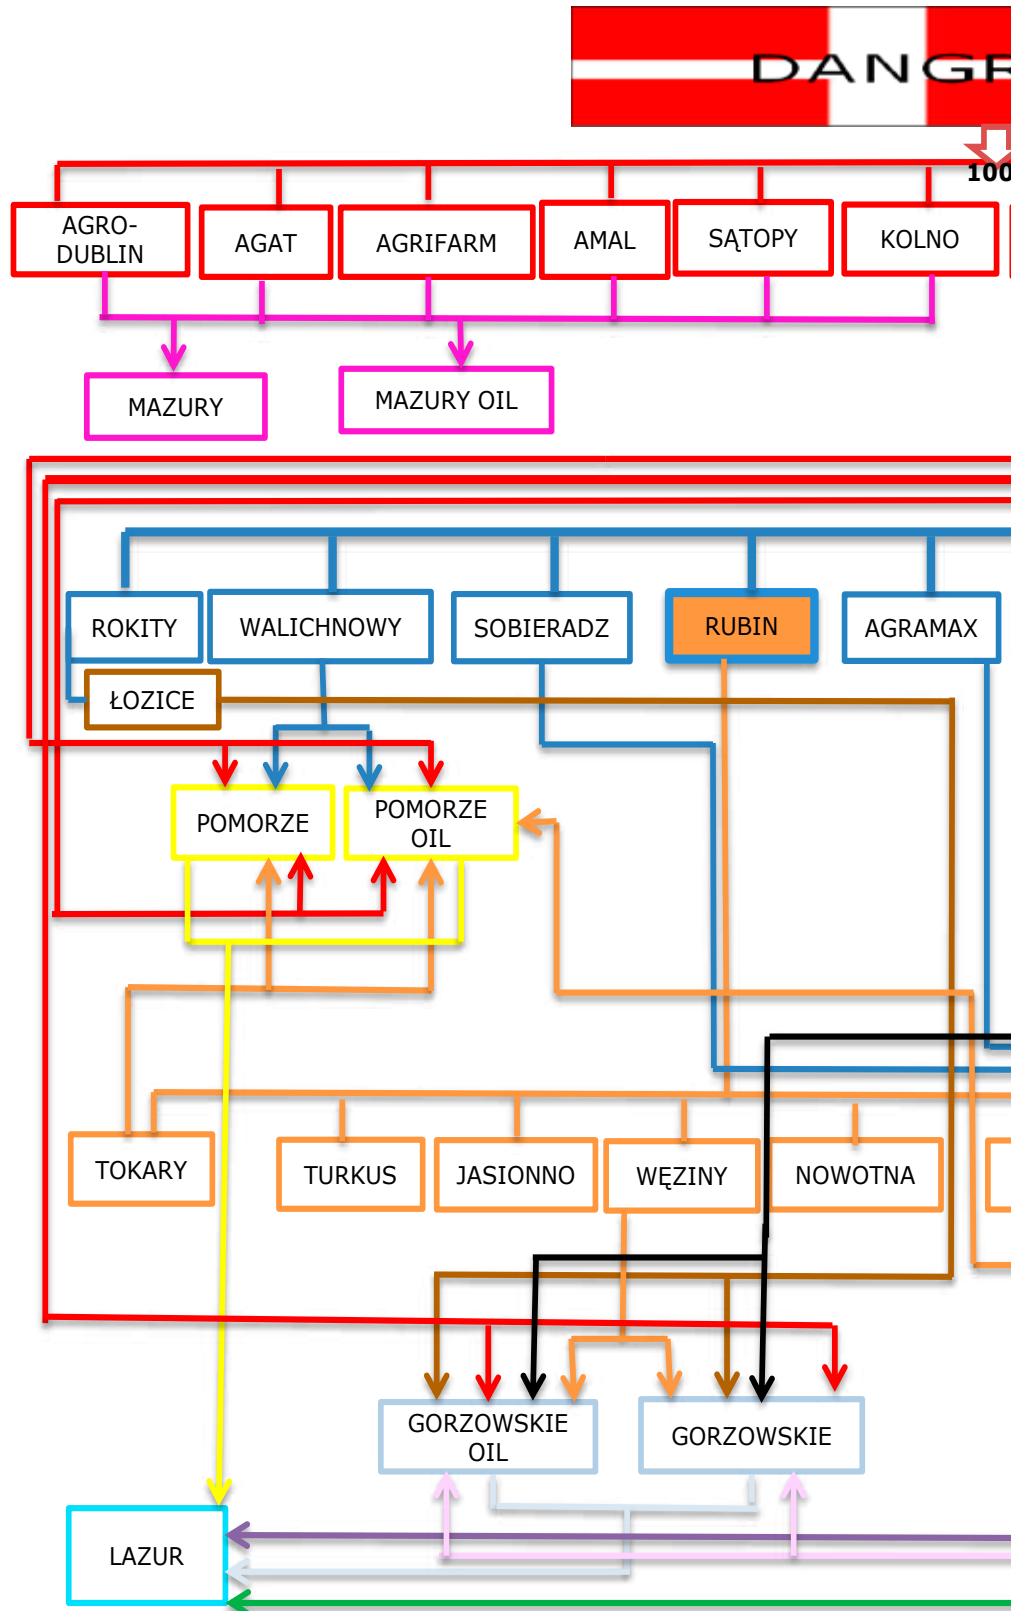 DANGR
100
AGRO-
DUBLIN
AGAT
AGRIFARM
AMAL
SĄTOPY
KOLNO
MAZURY
MAZURY OIL
ROKITY
WALICHNOWY
SOBIERADZ
RUBIN
AGRAMAX
ŁOZICE
POMORZE
POMORZE
OIL
TOKARY
TURKUS
JASIONNO
WĘZINY
NOWOTNA
GORZOWSKIE
OIL
GORZOWSKIE
LAZUR